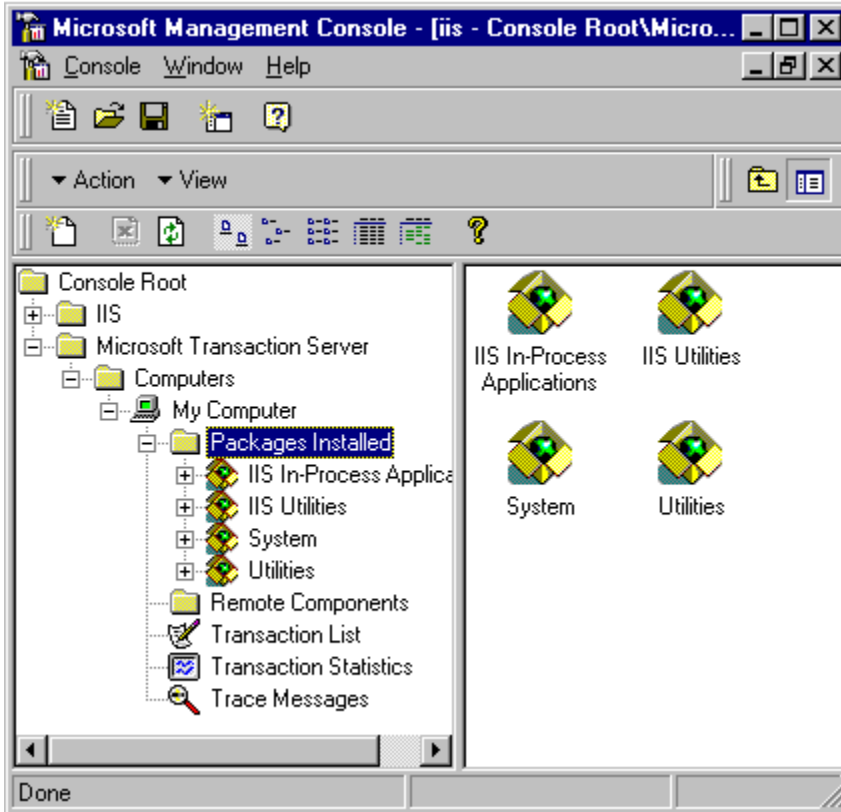 Microsoft Management Console - [iis - Console Root\Micro...
Console Window Help
Action View
Console Root
IIS
Microsoft Transaction Server
Computers
My Computer
Packages Installed
IIS In-Process Applica
IIS Utilities
System
Utilities
Remote Components
Transaction List
Transaction Statistics
Trace Messages
IIS In-Process
Applications
IIS Utilities
System
Utilities
Done